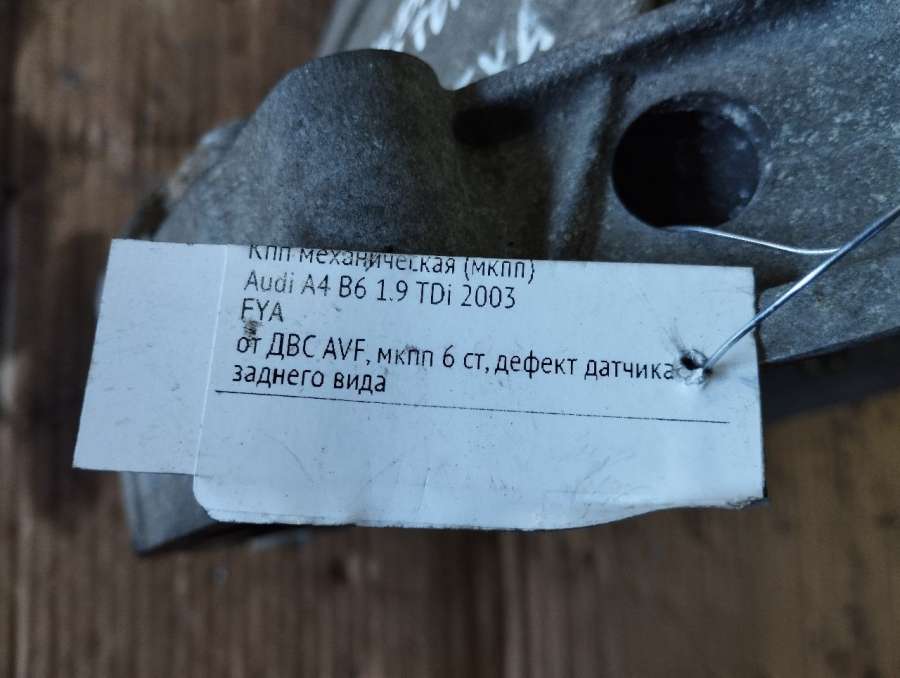 Кпп механическая (мкпп)
Audi A4 B6 1.9 TDi 2003
FYA
от ДВС AVF, мкпп 6 ст, дефект датчика
заднего вида